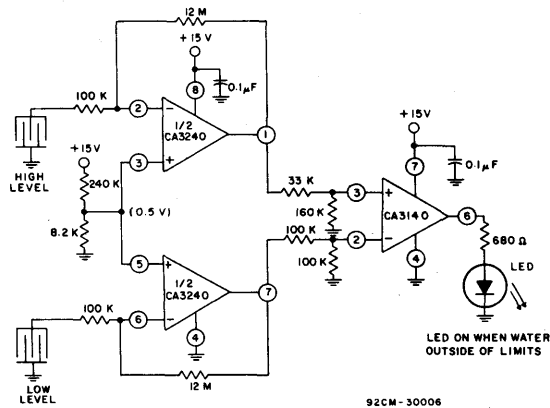 12 M
+15 V
8
0.1µF
100 K
2
−
1/2
CA3240
1
3
+
HIGH
LEVEL
+15V
240 K
(0.5 V)
8.2 K
+15V
7
0.1µF
33 K
3
+
160 K
CA3140
6
100 K
2
−
100 K
4
680 Ω
LED
5
+
1/2
CA3240
7
100 K
6
−
4
12 M
LOW
LEVEL
LED ON WHEN WATER
OUTSIDE OF LIMITS
92CM-30006